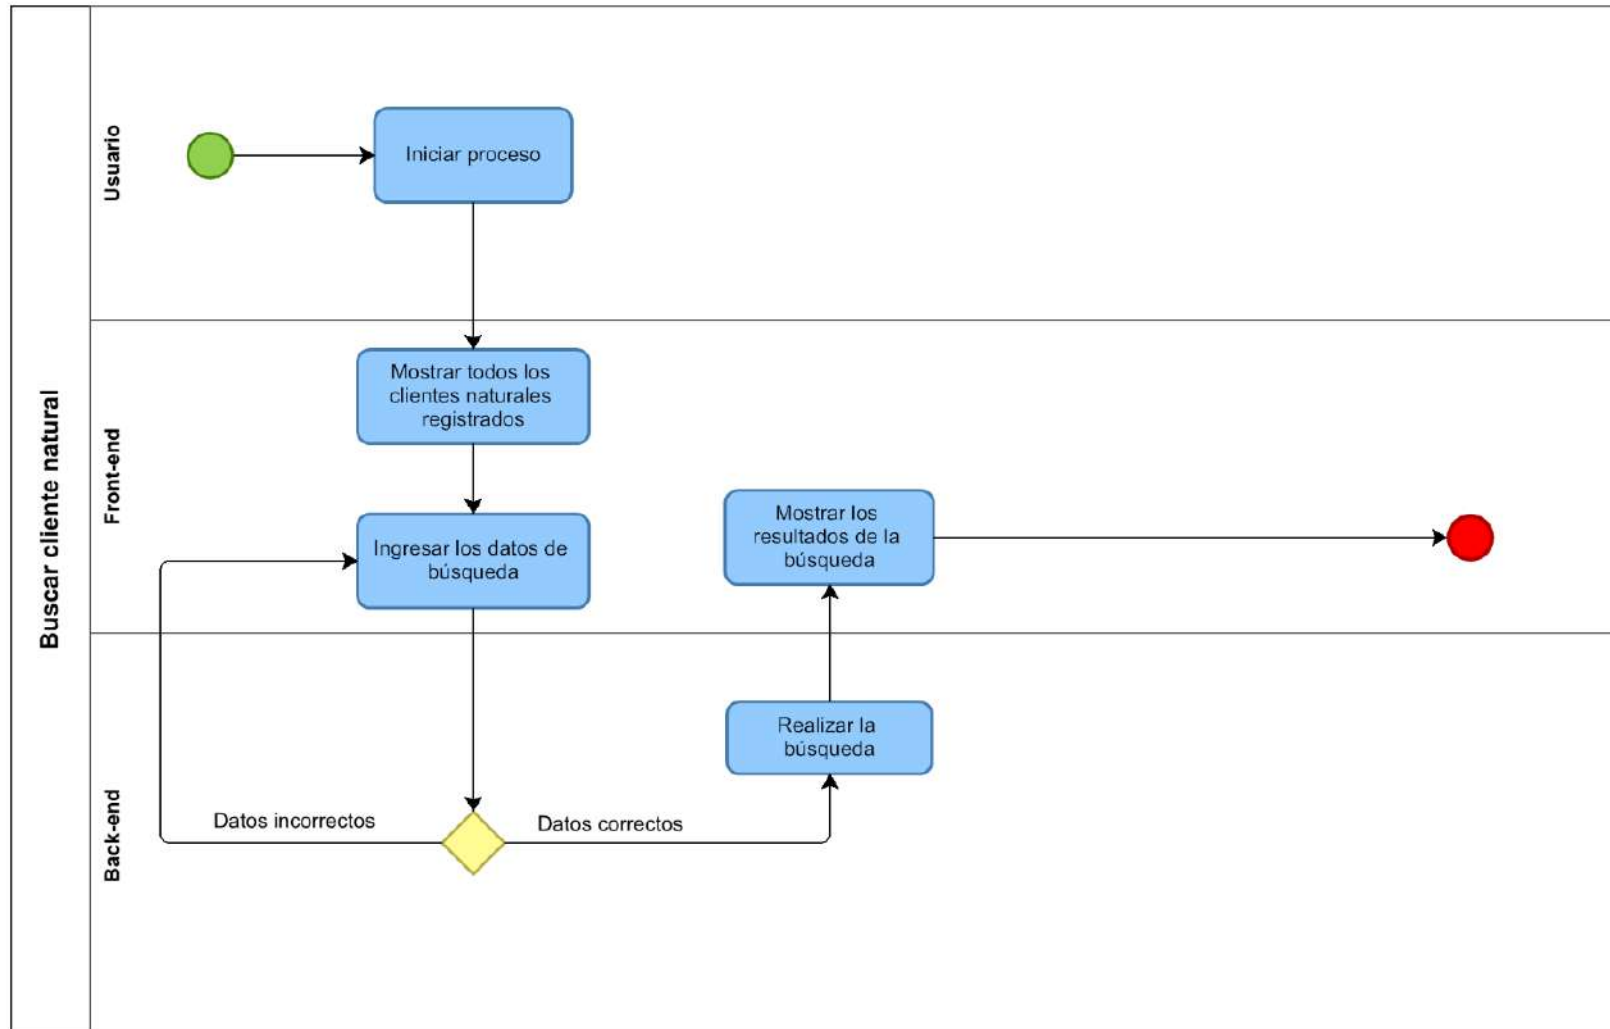 Buscar cliente natural
Usuario
Iniciar proceso
Front-end
Mostrar todos los
clientes naturales
registrados
Ingresar los datos de
búsqueda
Mostrar los
resultados de la
búsqueda
Back-end
Realizar la
búsqueda
Datos incorrectos
Datos correctos